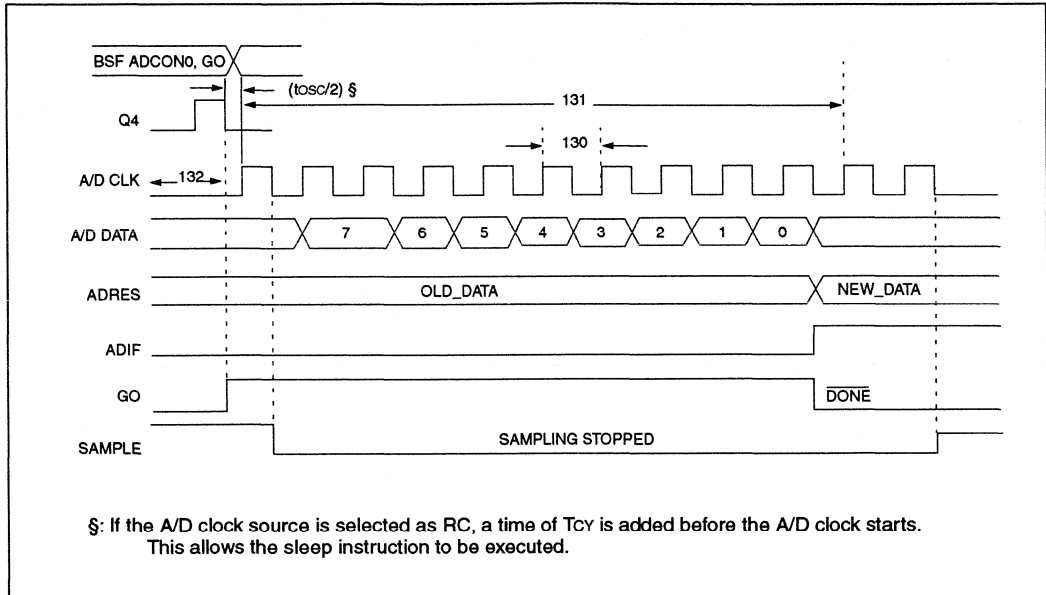 BSF ADCON0, GO
(tosc/2) §
131
Q4
130
132
A/D CLK
A/D DATA 7 6 5 4 3 2 1 0
ADRES OLD_DATA NEW_DATA
ADIF
GO DONE
SAMPLE SAMPLING STOPPED
§: If the A/D clock source is selected as RC, a time of TCY is added before the A/D clock starts.
This allows the sleep instruction to be executed.